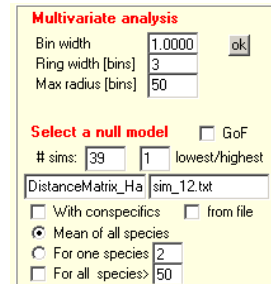 Multivariate analysis
Bin width 1.0000 ok
Ring width [bins] 3
Max radius [bins] 50
Select a null model GoF
# sims: 39 1 lowest/highest
DistanceMatrix_Ha sim_12.txt
With conspecifics from file
Mean of all species
For one species 2
For all species> 50